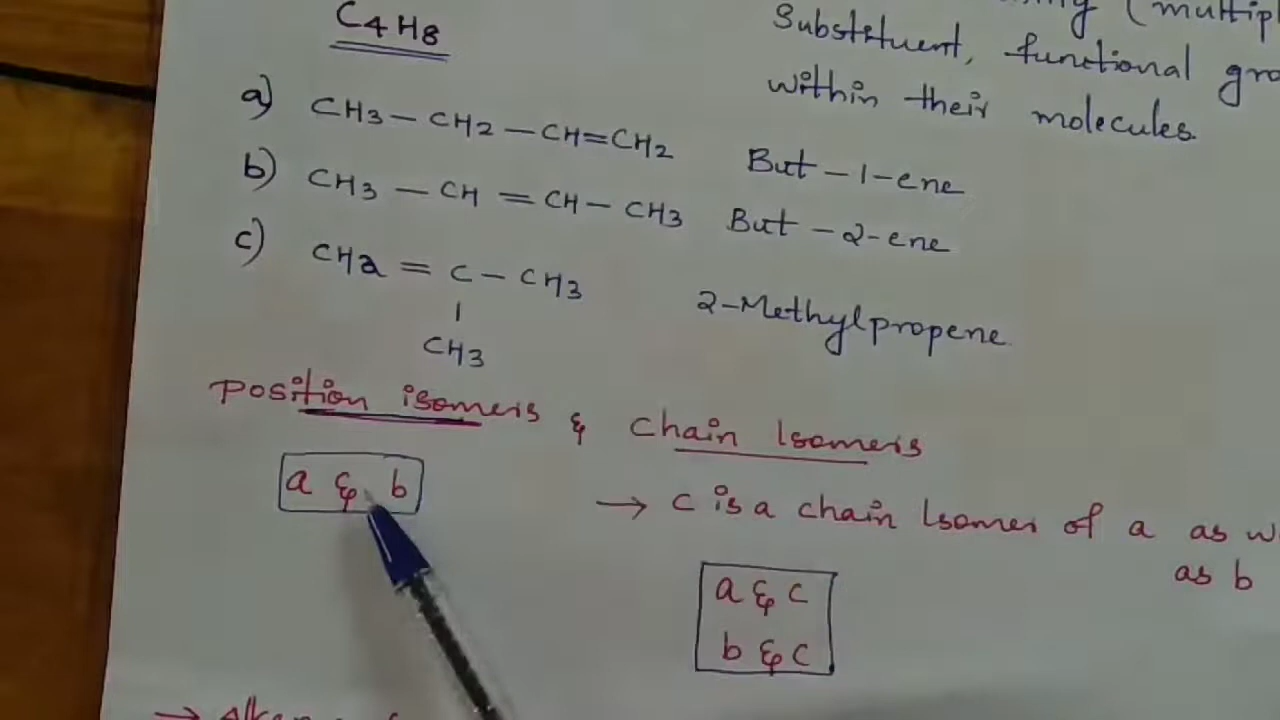 C4H8
(multipl
Substituent, functional gro
within their molecules.
a) CH3 – CH2 – CH=CH2 But-1-ene
b) CH3 – CH = CH – CH3 But-2-ene
c) CH2 = C – CH3 2-Methylpropene
|
CH3
Position isomers & Chain Isomers
a & b
→ C is a chain Isomer of a as w
as b
a & c
b & c
→